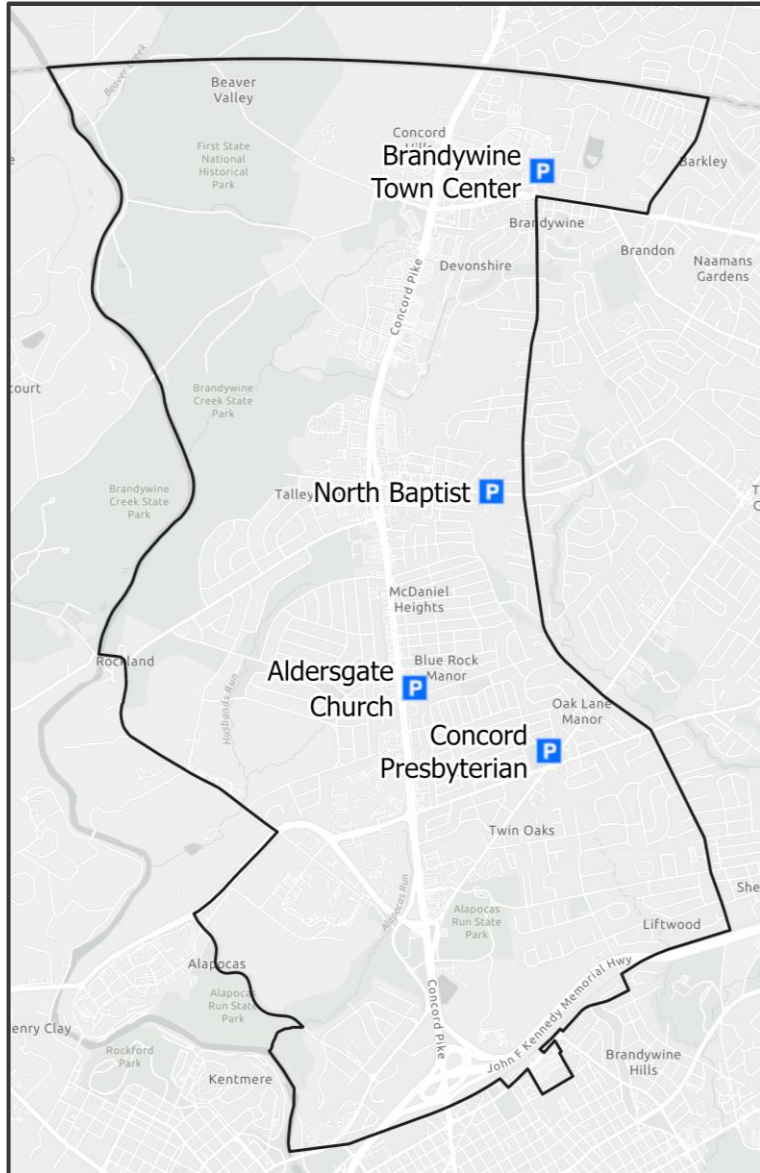 Beaver Creek
Beaver
Valley
First State
National
Historical
Park
Concord
Brandywine
Town Center
P
Barkley
Brandywine
Brandon
Naamans
Gardens
Devonshire
Concord Pike
court
Brandywine
Creek State
Park
Brandywine
Creek State
Park
Talley
North Baptist
P
McDaniel
Heights
Rockland
Husbands Run
Aldersgate
Church
P
Blue Rock
Manor
Oak Lane
Manor
Concord
Presbyterian
P
Twin Oaks
Alapocas Run
Alapocas
Run State
Park
She
Liftwood
Alapocas
Alapocas
Run State
Park
Concord Pike
John F Kennedy Memorial Hwy
enry Clay
Rockford
Park
Kentmere
Brandywine
Hills